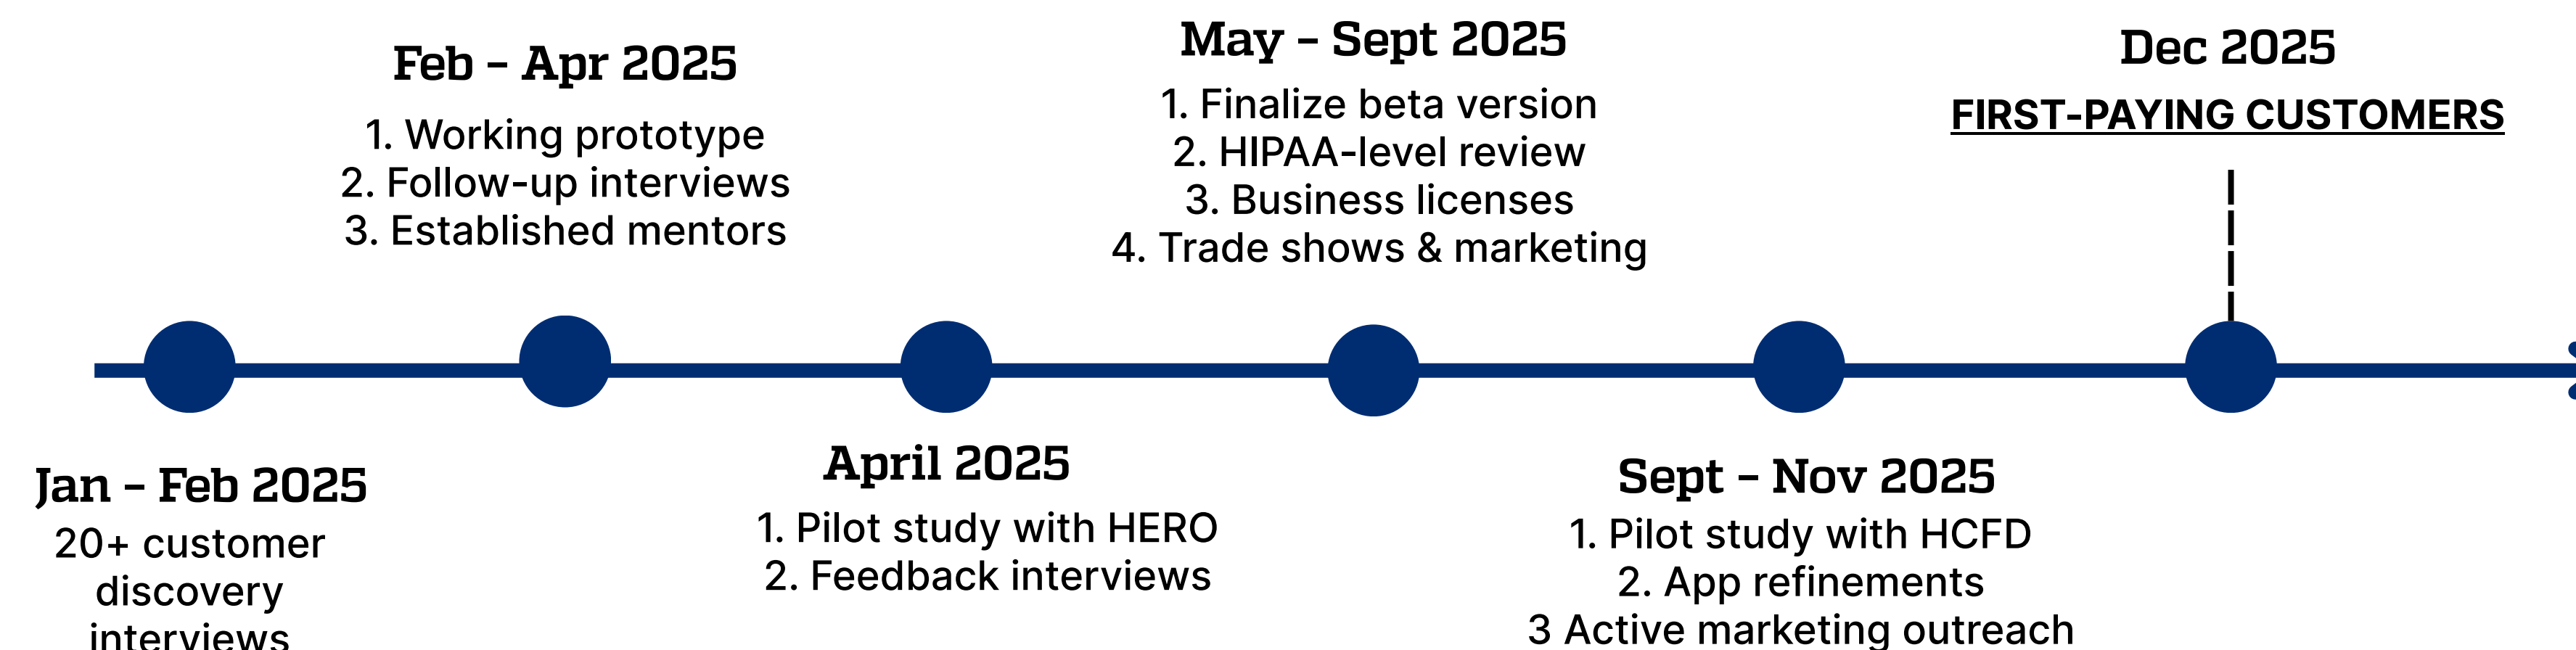 Jan – Feb 2025
20+ customer
discovery
interviews
Feb – Apr 2025
1. Working prototype
2. Follow-up interviews
3. Established mentors
April 2025
1. Pilot study with HERO
2. Feedback interviews
May – Sept 2025
1. Finalize beta version
2. HIPAA-level review
3. Business licenses
4. Trade shows & marketing
Sept – Nov 2025
1. Pilot study with HCFD
2. App refinements
3 Active marketing outreach
Dec 2025
FIRST-PAYING CUSTOMERS